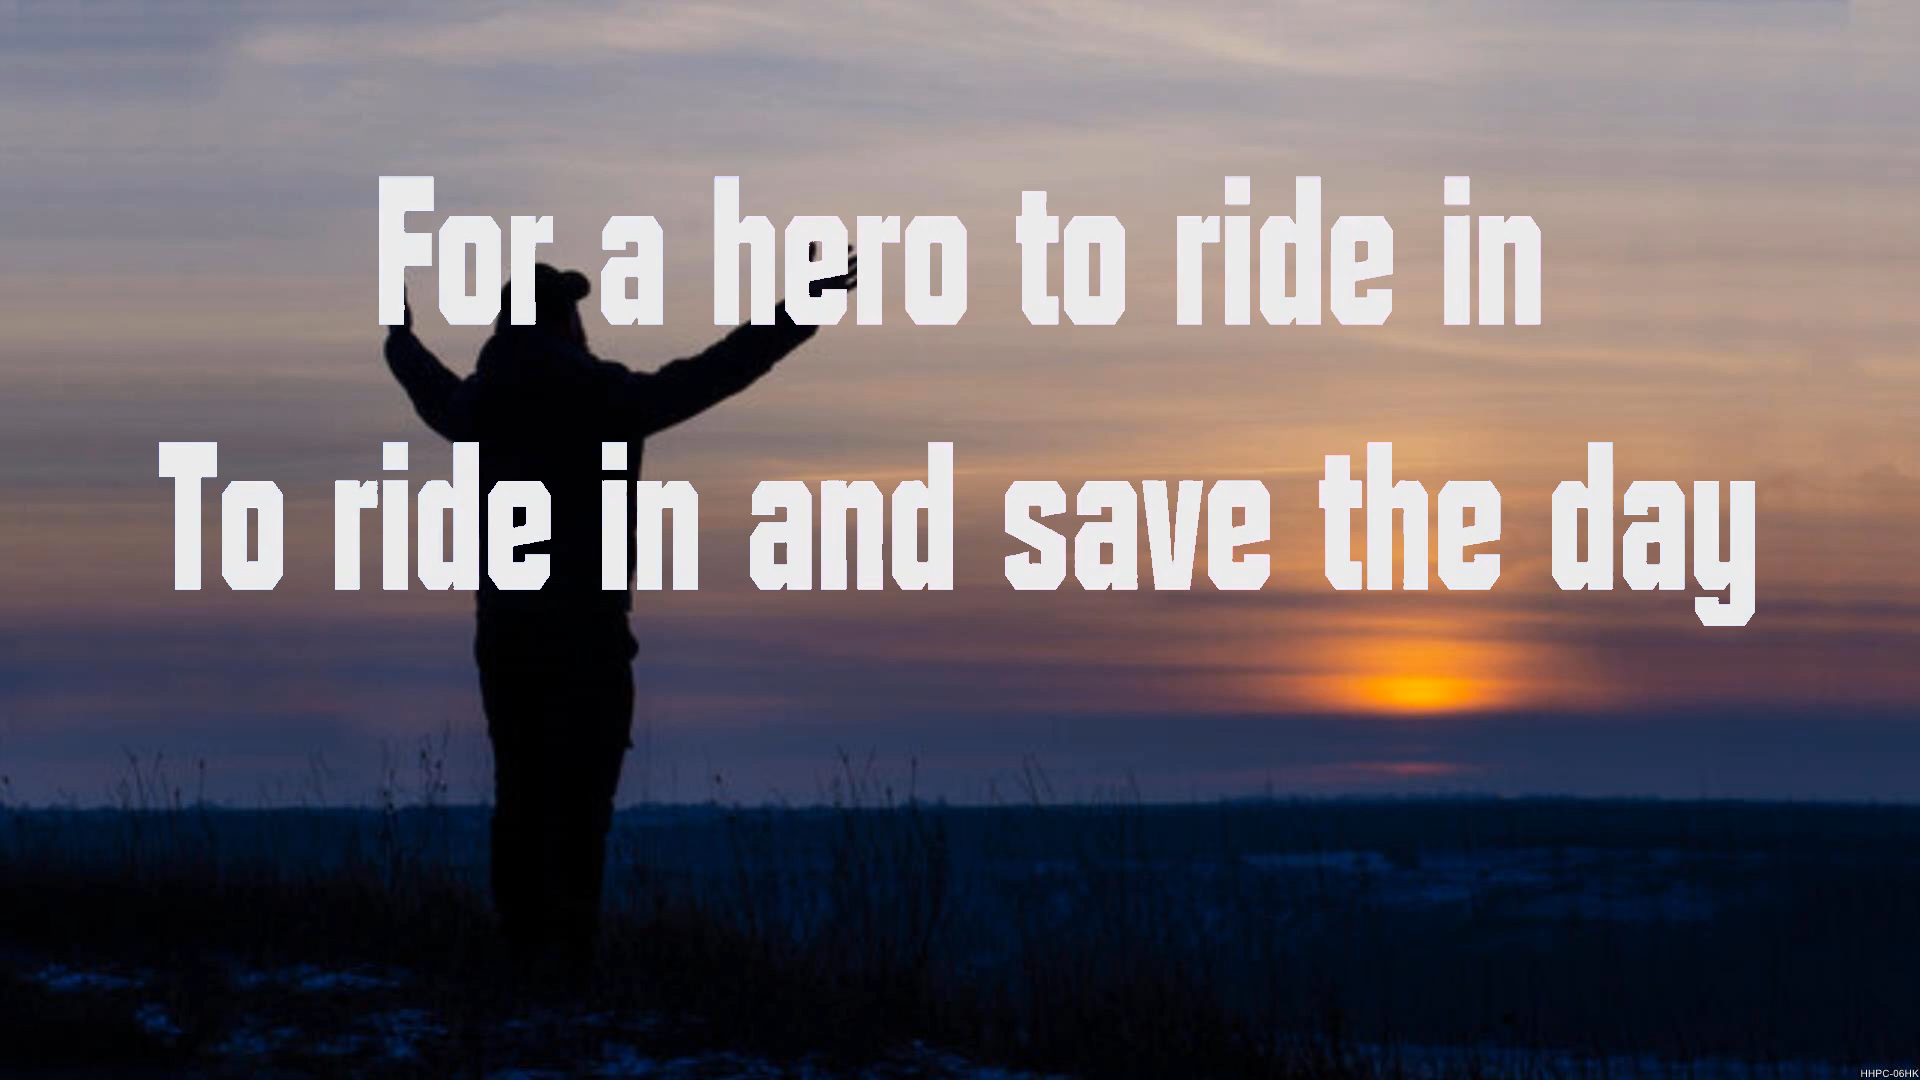 For a hero to ride in
To ride in and save the day
HHPC-06HK